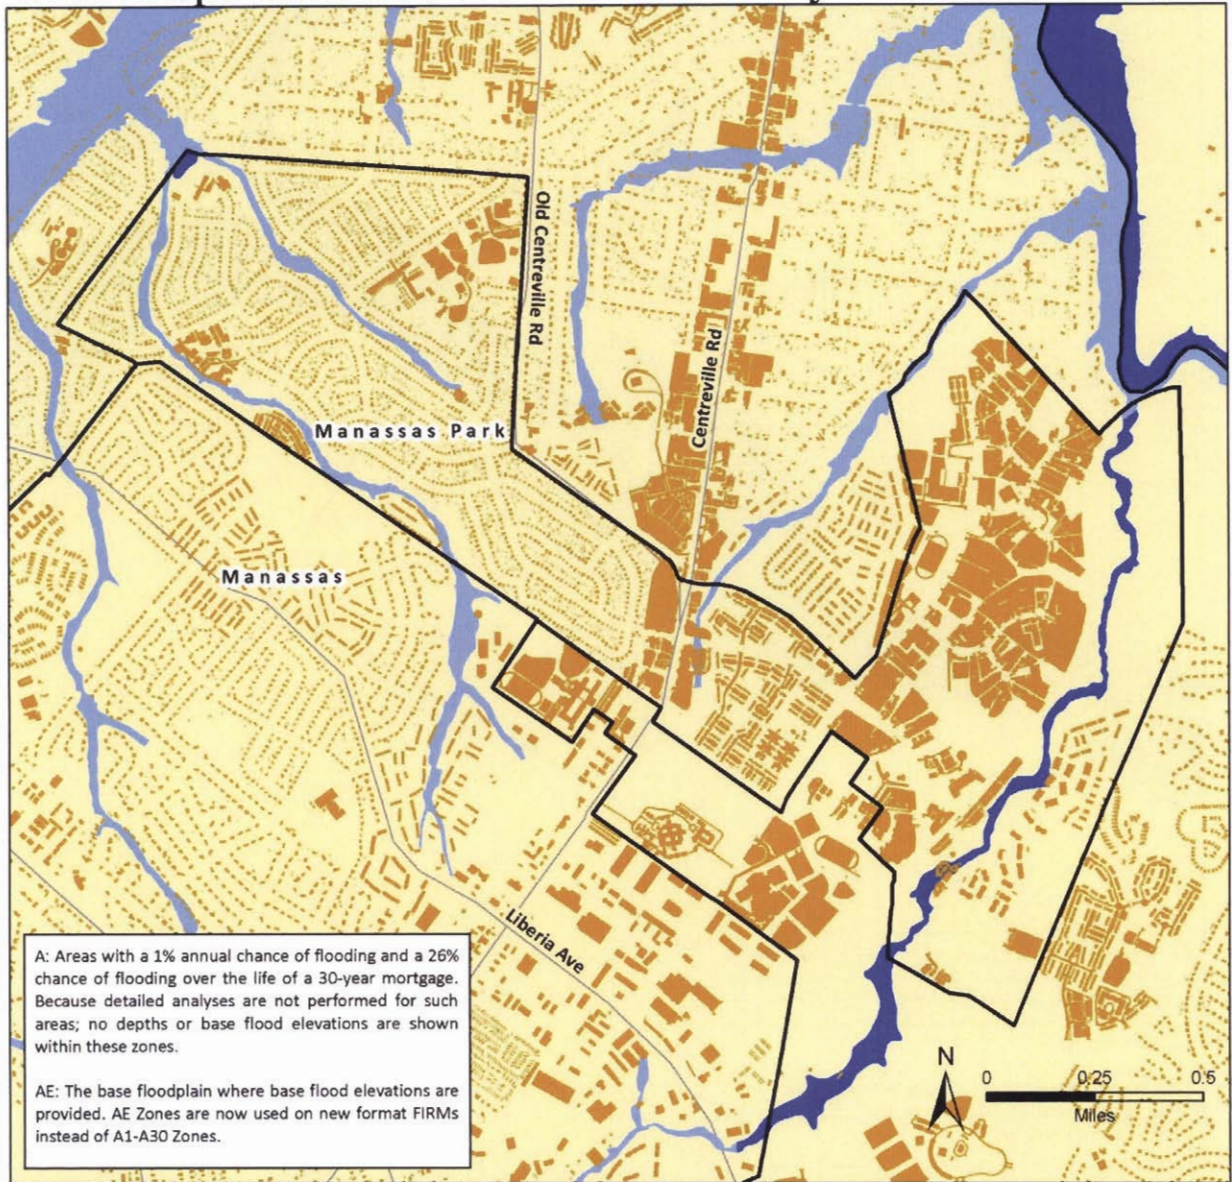 Old Centreville Rd
Centreville Rd
Manassas Park
Manassas
Liberia Ave
A: Areas with a 1% annual chance of flooding and a 26%
chance of flooding over the life of a 30-year mortgage.
Because detailed analyses are not performed for such
areas; no depths or base flood elevations are shown
within these zones.
AE: The base floodplain where base flood elevations are
provided. AE Zones are now used on new format FIRMs
instead of A1-A30 Zones.
N
0 0.25 0.5
Miles